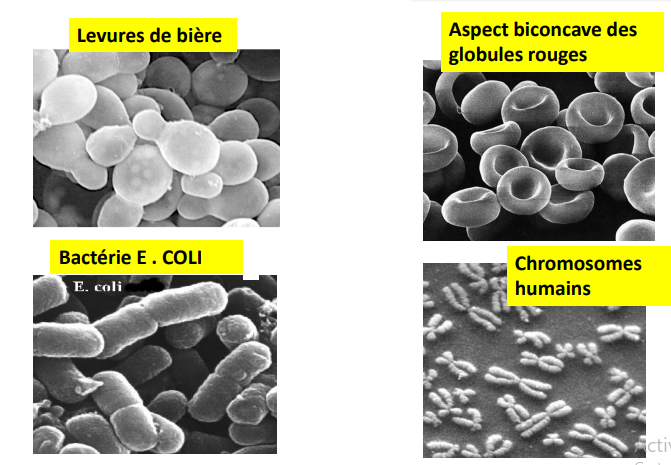 Levures de bière
Aspect biconcave des
globules rouges
Bactérie E . COLI
E. coli
Chromosomes
humains